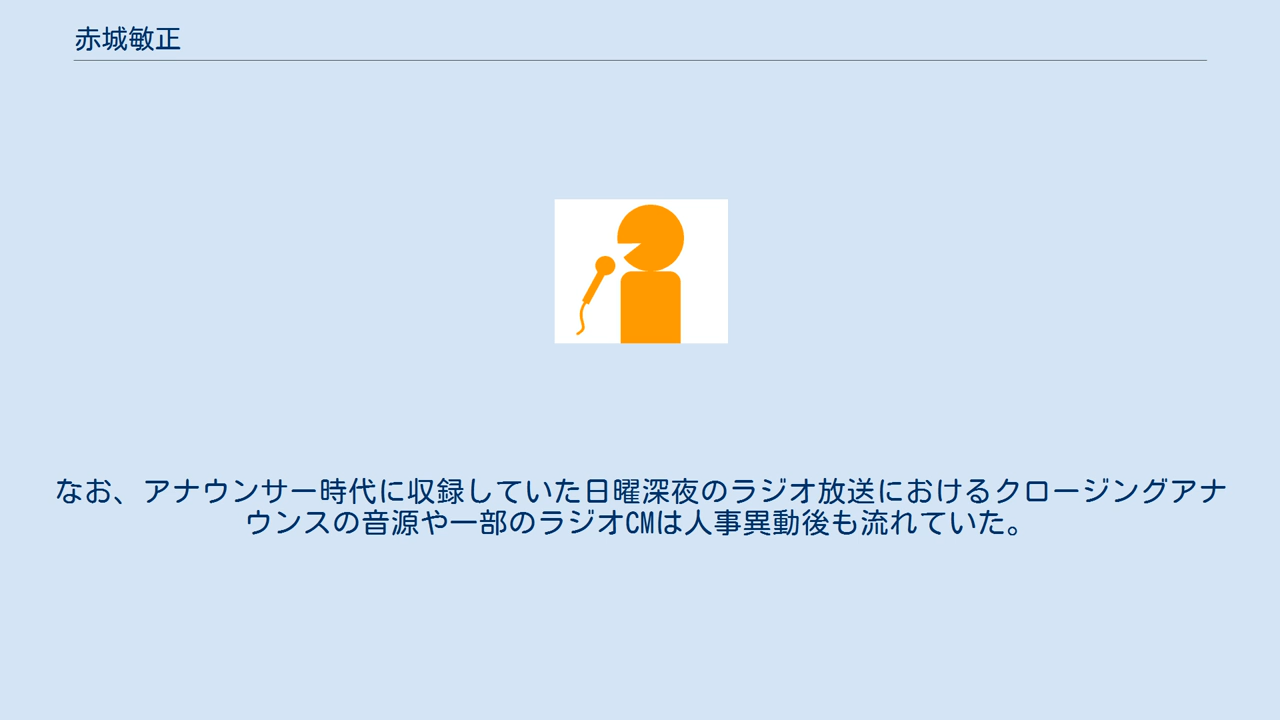 赤城敏正
なお、アナウンサー時代に収録していた日曜深夜のラジオ放送におけるクロージングアナ
ウンスの音源や一部のラジオCMは人事異動後も流れていた。